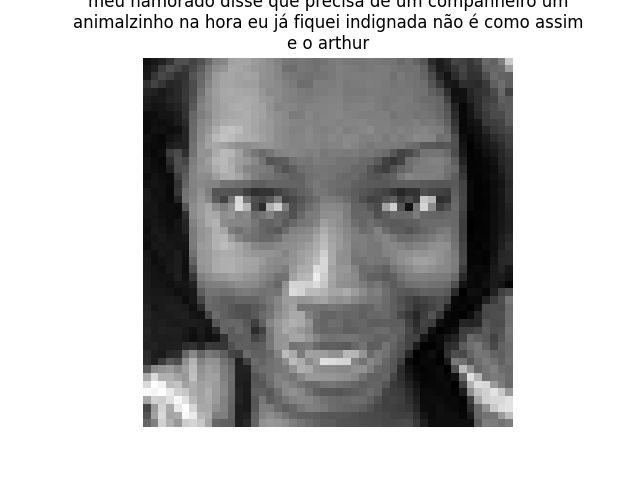 meu namorado disse que precisa de um companheiro um
animalzinho na hora eu já fiquei indignada não é como assim
e o arthur